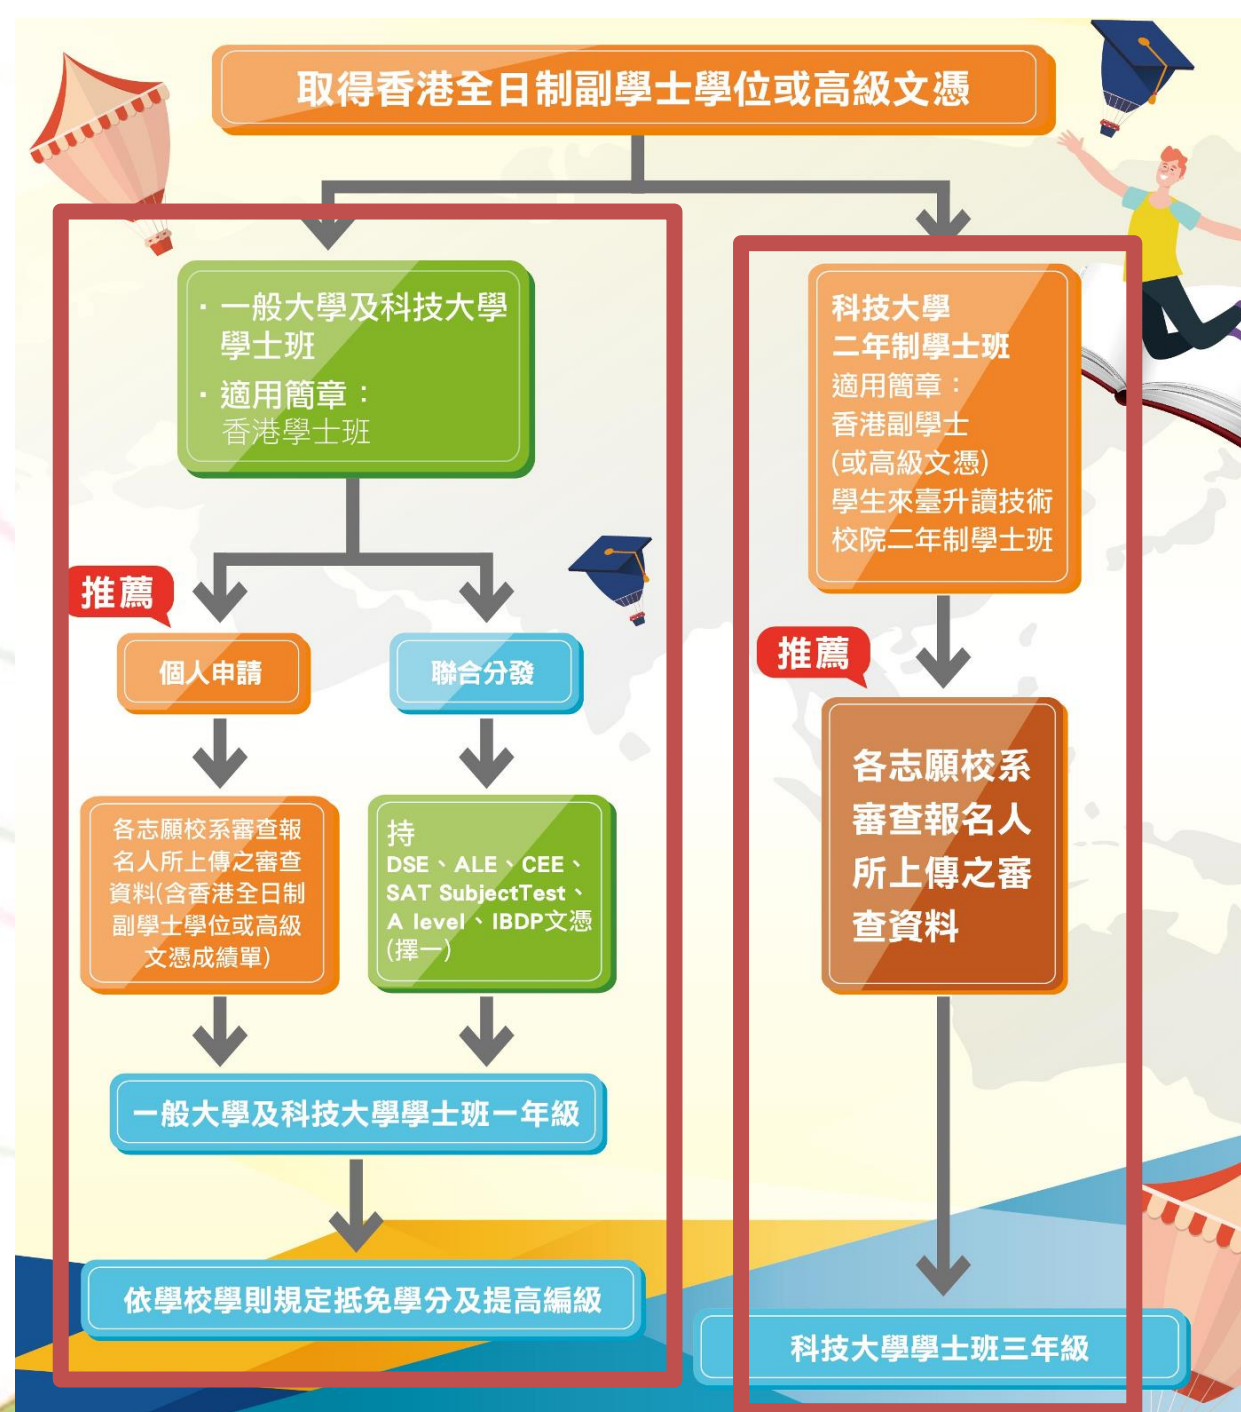 取得香港全日制副學士學位或高級文憑
· 一般大學及科技大學
學士班
· 適用簡章：
香港學士班
推薦
個人申請
聯合分發
各志願校系審查報
名人所上傳之審查
資料(含香港全日制
副學士學位或高級
文憑成績單)
持
DSE、ALE、CEE、
SAT SubjectTest、
A level、IBDP文憑
(擇一)
一般大學及科技大學學士班一年級
依學校學則規定抵免學分及提高編級
科技大學
二年制學士班
適用簡章：
香港副學士
(或高級文憑)
學生來臺升讀技術
校院二年制學士班
推薦
各志願校系
審查報名人
所上傳之審
查資料
科技大學學士班三年級